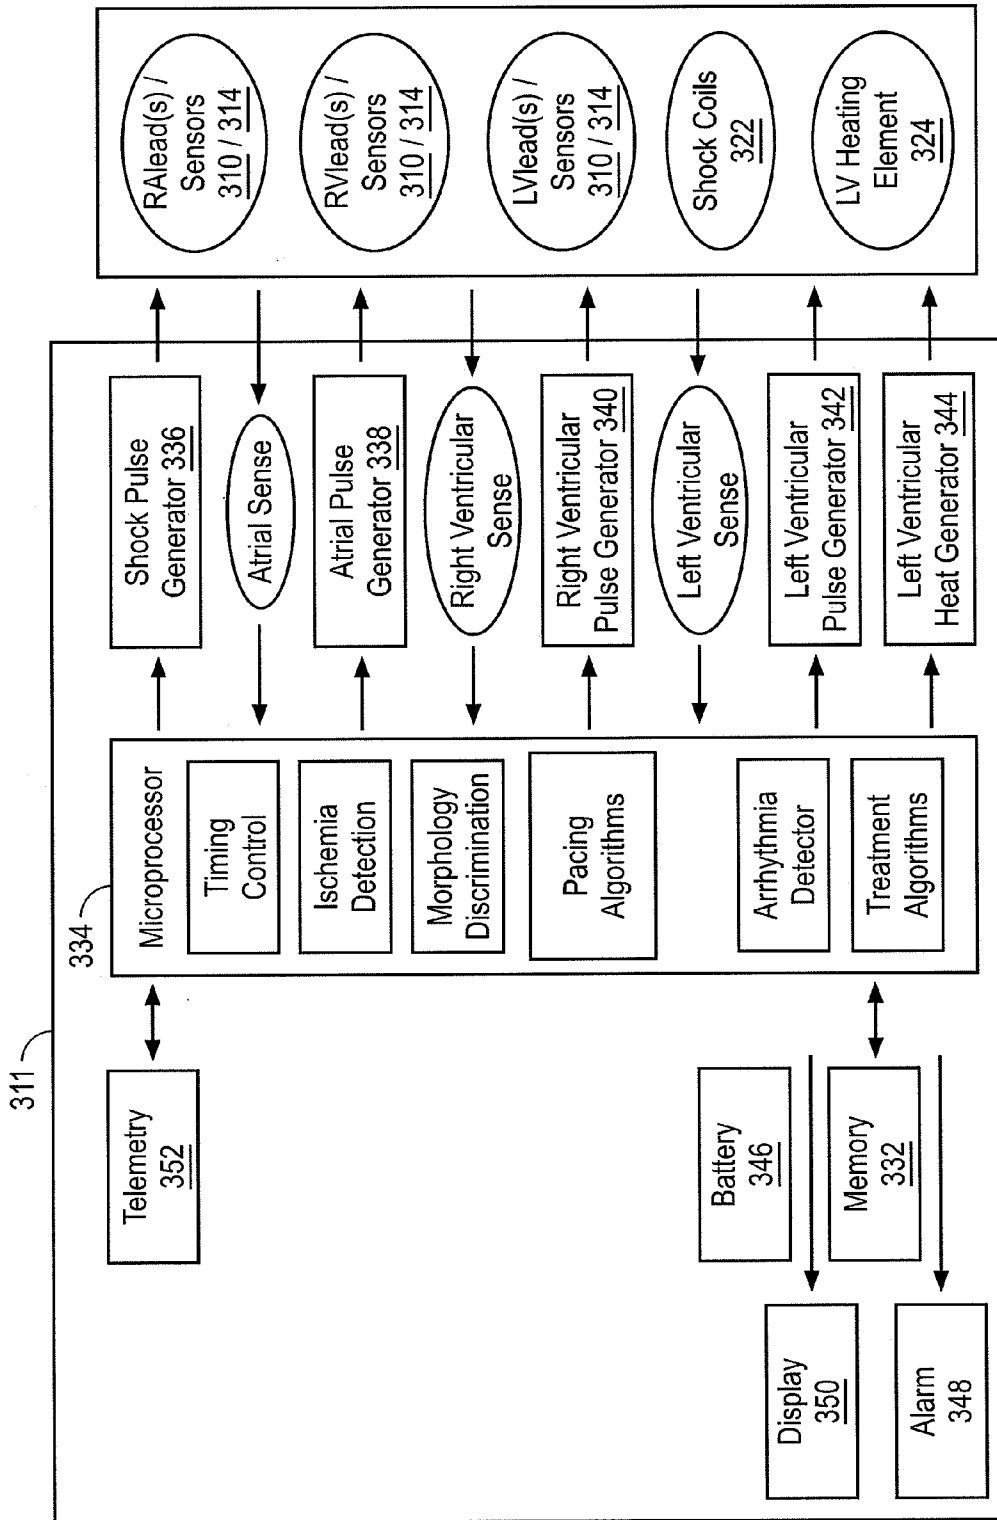 311
334
Telemetry
352
Battery
346
Memory
332
Display
350
Alarm
348
Microprocessor
Timing
Control
Ischemia
Detection
Morphology
Discrimination
Pacing
Algorithms
Arrhythmia
Detector
Treatment
Algorithms
Shock Pulse
Generator 336
Atrial Sense
Atrial Pulse
Generator 338
Right Ventricular
Sense
Right Ventricular
Pulse Generator 340
Left Ventricular
Sense
Left Ventricular
Pulse Generator 342
Left Ventricular
Heat Generator 344
RAlead(s) /
Sensors
310 / 314
RVlead(s) /
Sensors
310 / 314
LVlead(s) /
Sensors
310 / 314
Shock Coils
322
LV Heating
Element
324